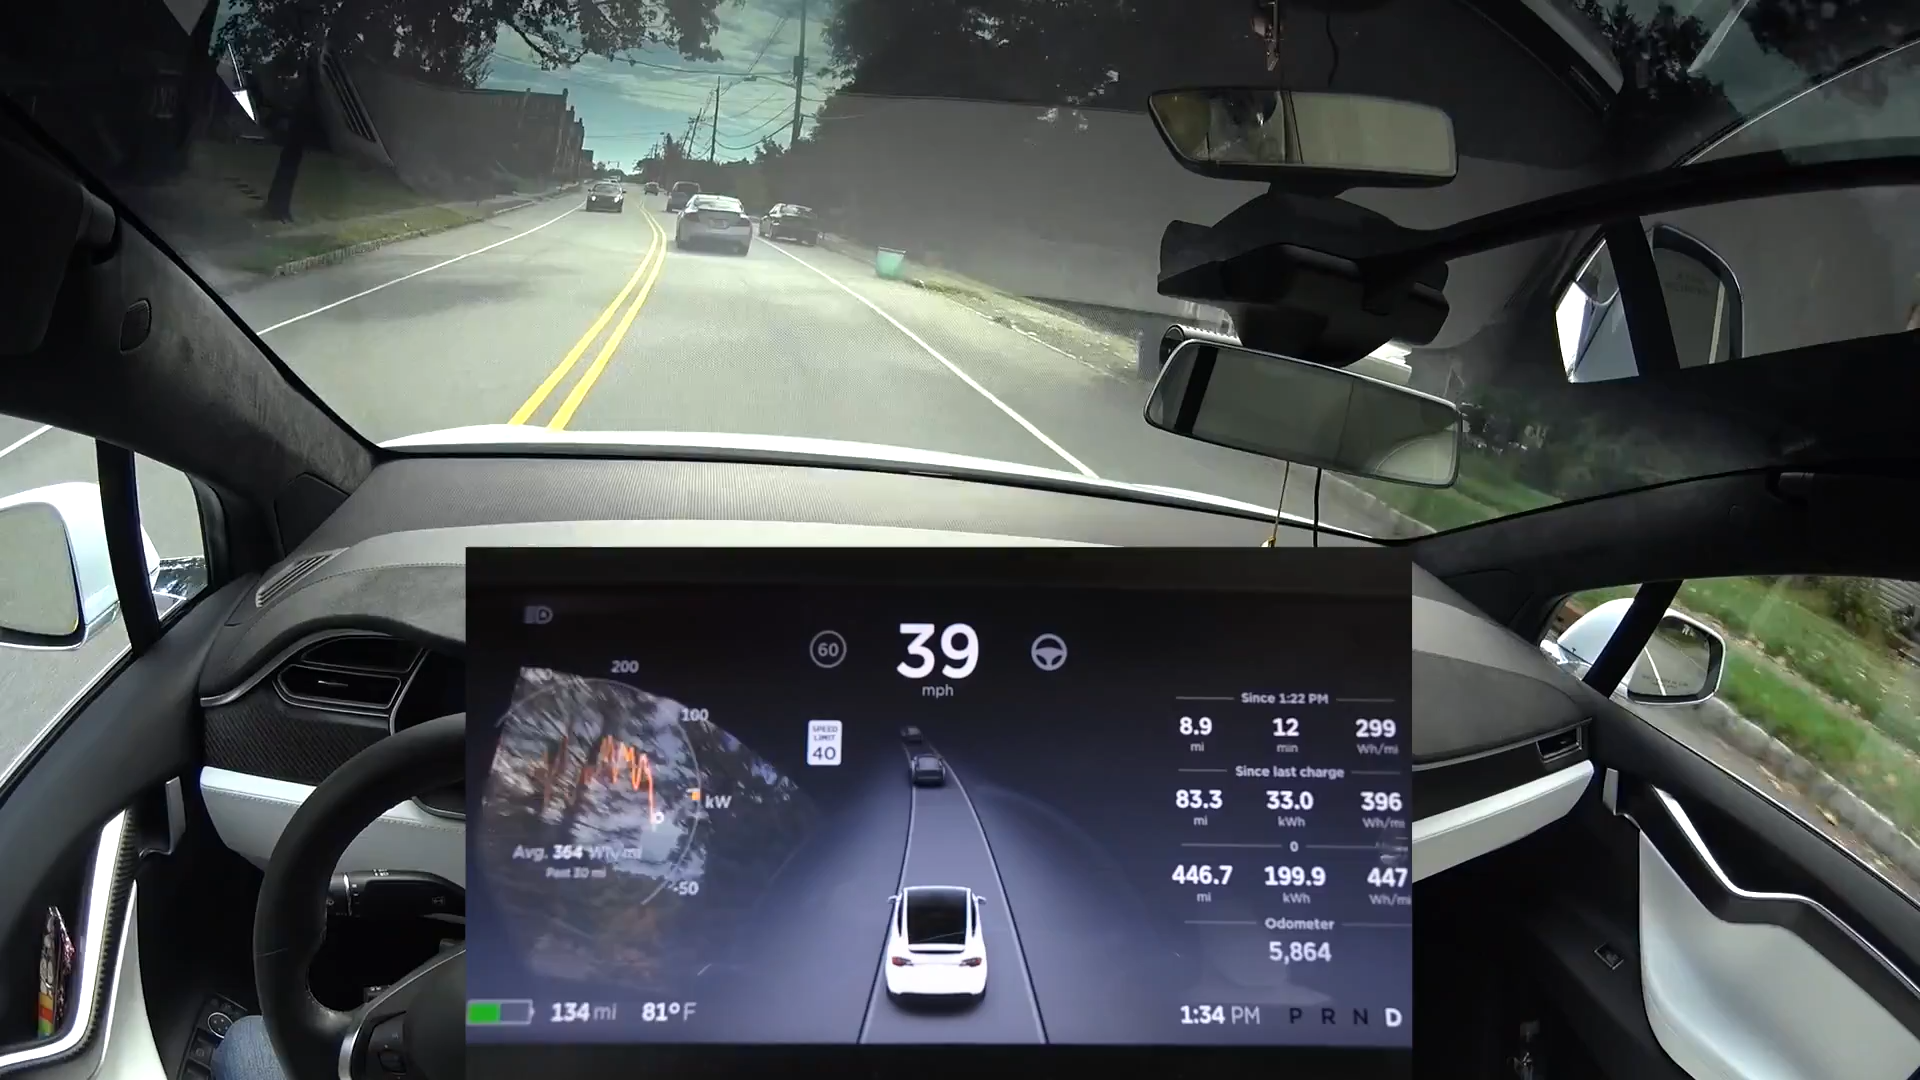 200
60
39
mph
100
SPEED
LIMIT
40
kW
Avg. 364 Wh/mi
Past 30 mi
-50
Since 1:22 PM
8.9 12 299
mi min Wh/mi
Since last charge
83.3 33.0 396
mi kWh Wh/mi
0
446.7 199.9 447
mi kWh Wh/mi
Odometer
5,864
134 mi 81°F
1:34 PM P R N D